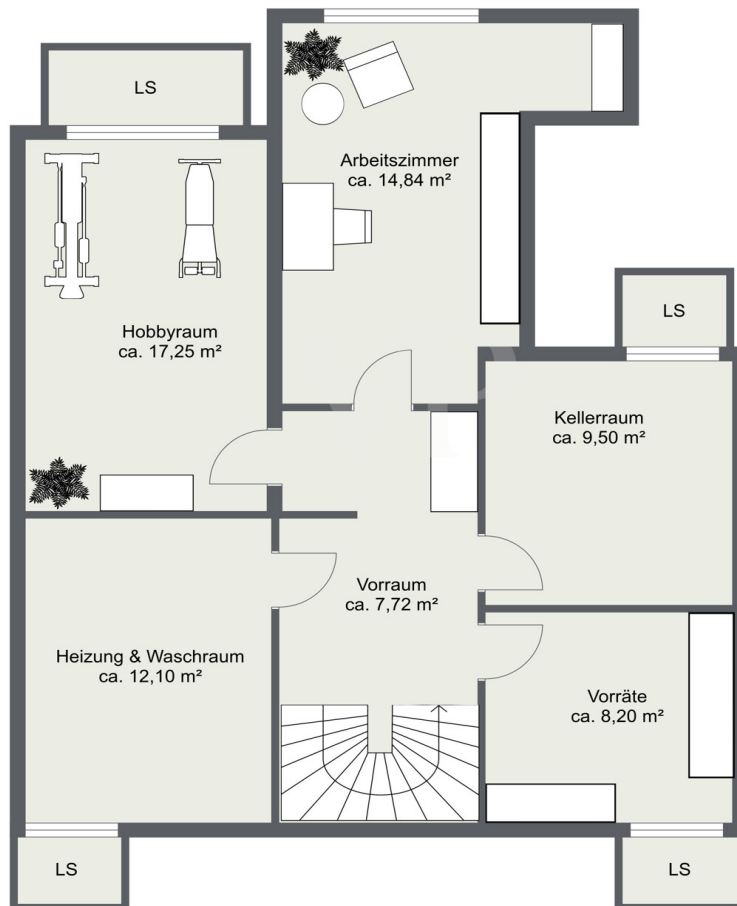 LS
Arbeitszimmer
ca. 14,84 m²
Hobbyraum
ca. 17,25 m²
LS
Kellerraum
ca. 9,50 m²
Vorraum
ca. 7,72 m²
Heizung & Waschraum
ca. 12,10 m²
Vorräte
ca. 8,20 m²
LS
LS